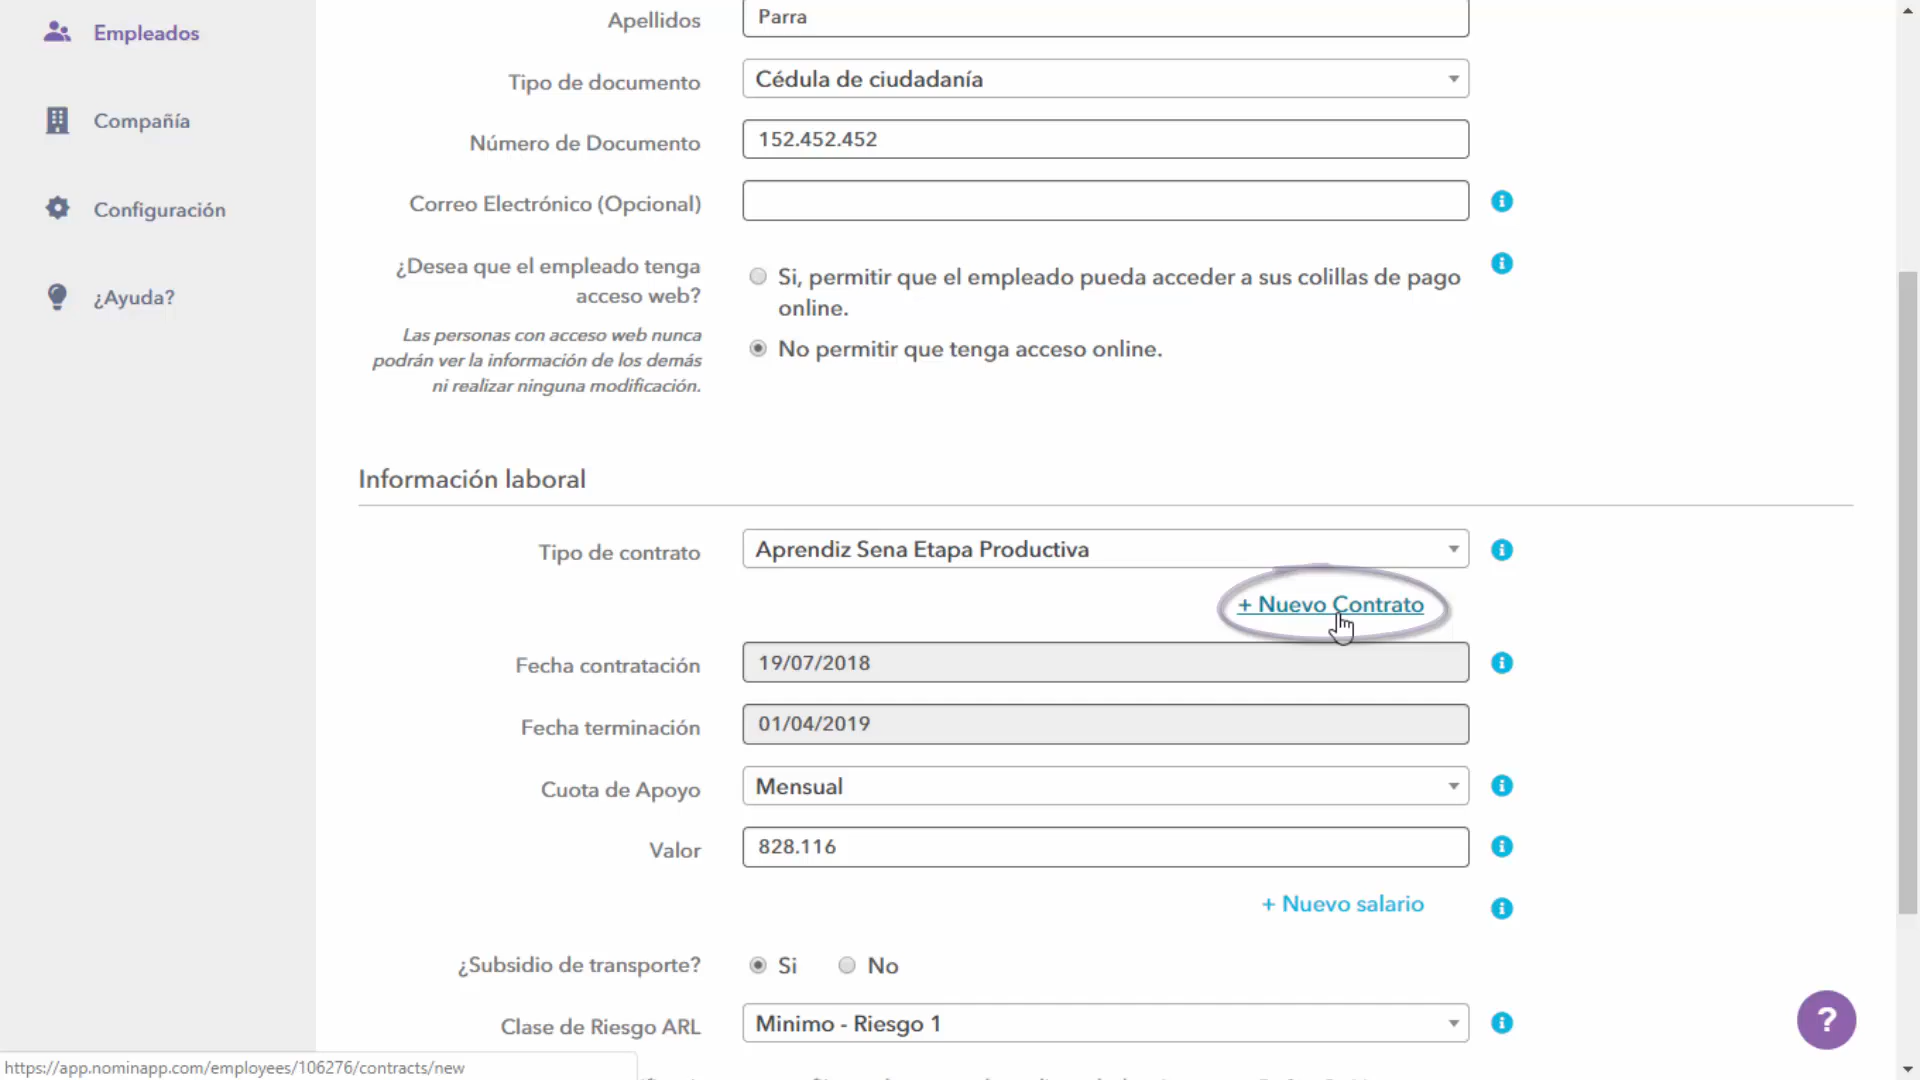 Empleados
Compañía
Configuración
¿Ayuda?
Apellidos
Parra
Tipo de documento
Cédula de ciudadanía
Número de Documento
152.452.452
Correo Electrónico (Opcional)
¿Desea que el empleado tenga
acceso web?
Las personas con acceso web nunca
podrán ver la información de los demás
ni realizar ninguna modificación.
Si, permitir que el empleado pueda acceder a sus colillas de pago
online.
No permitir que tenga acceso online.
Información laboral
Tipo de contrato
Aprendiz Sena Etapa Productiva
+ Nuevo Contrato
Fecha contratación
19/07/2018
Fecha terminación
01/04/2019
Cuota de Apoyo
Mensual
Valor
828.116
+ Nuevo salario
¿Subsidio de transporte?
Si
No
Clase de Riesgo ARL
Minimo - Riesgo 1
?
https://app.nominapp.com/employees/106276/contracts/new